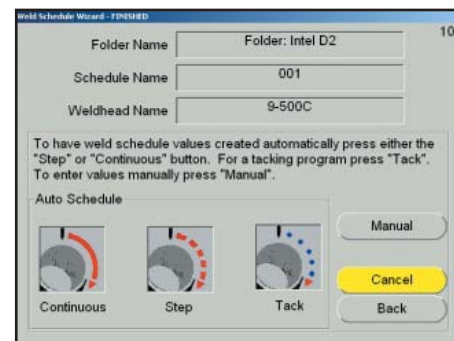 Weld Schedule Wizard - FINISHED
10
Folder Name
Folder: Intel D2
Schedule Name
001
Weldhead Name
9-500C
To have weld schedule values created automatically press either the
"Step" or "Continuous" button. For a tacking program press "Tack".
To enter values manually press "Manual".
Auto Schedule
Continuous
Step
Tack
Manual
Cancel
Back